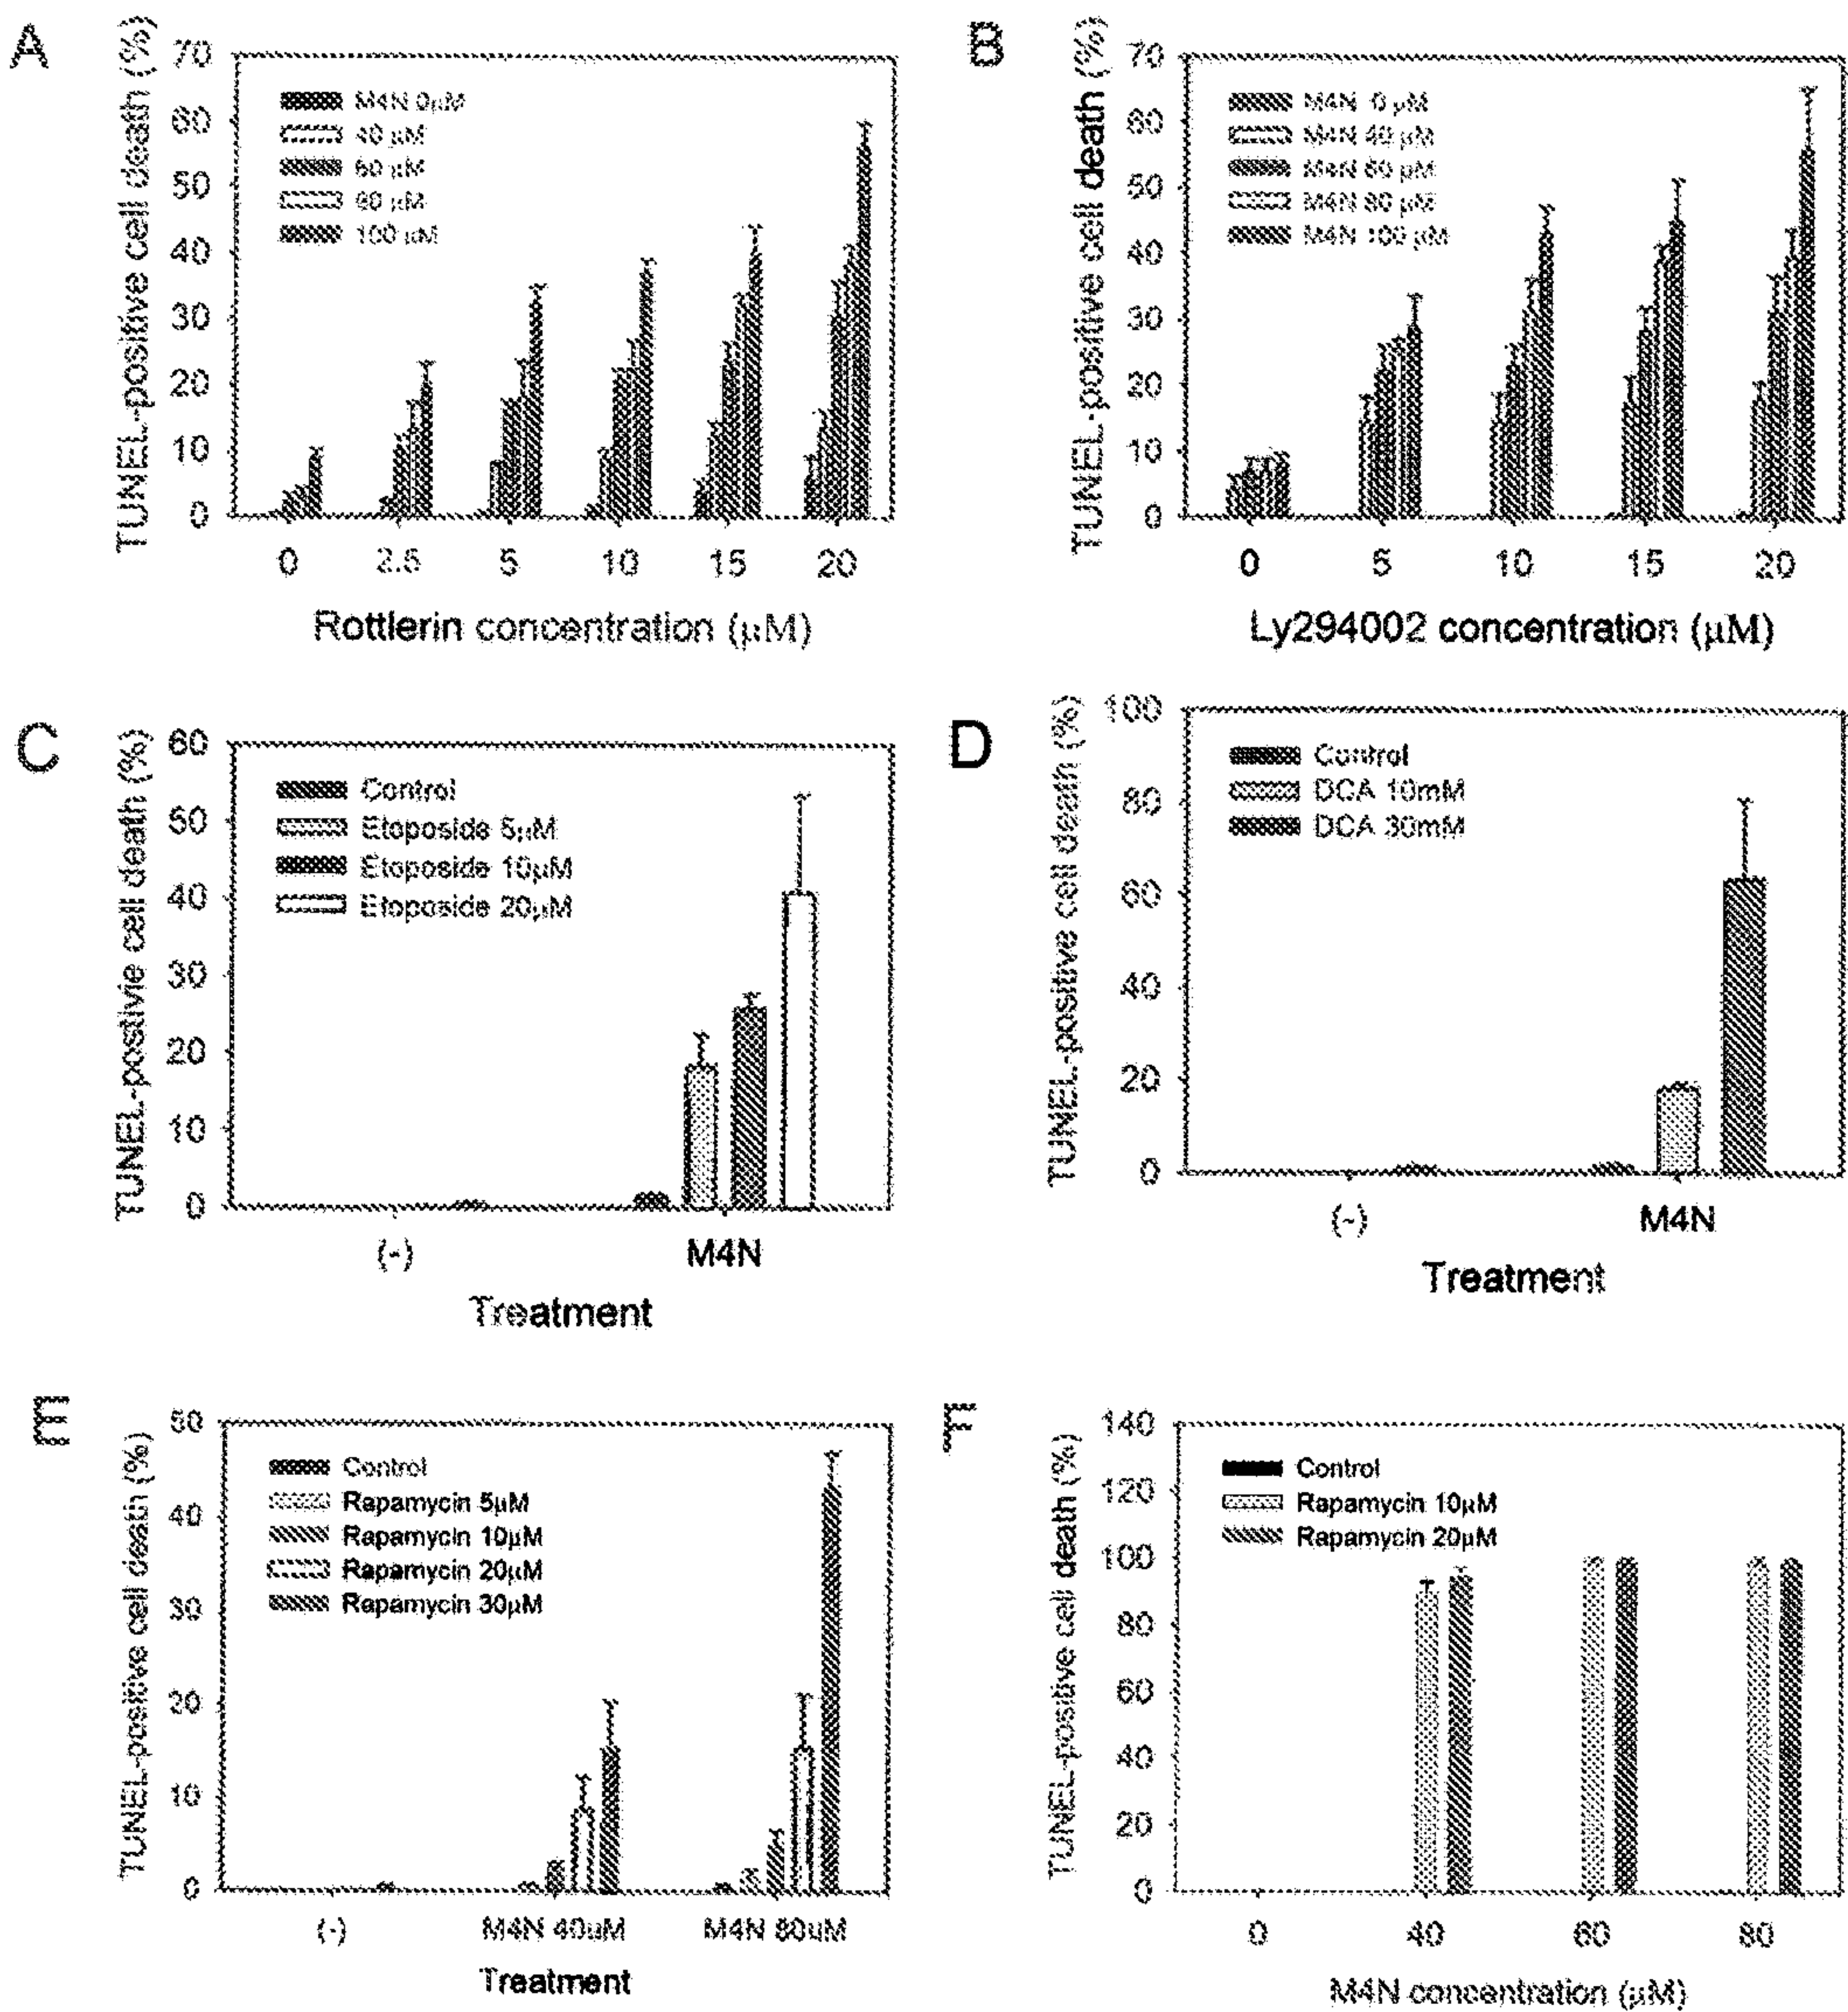 A
TUNEL-positive cell death (%)
70
60
50
40
30
20
10
0
M4N 0µM
40 µM
60 µM
80 µM
100 µM
0 2.5 5 10 15 20
Rottlerin concentration (µM)
B
TUNEL-positive cell death (%)
70
60
50
40
30
20
10
0
M4N 0 µM
M4N 40 µM
M4N 60 µM
M4N 80 µM
M4N 100 µM
0 5 10 15 20
Ly294002 concentration (µM)
C
TUNEL-postivie cell death (%)
60
50
40
30
20
10
0
Control
Etoposide 5µM
Etoposide 10µM
Etoposide 20µM
(-) M4N
Treatment
D
TUNEL-positive cell death (%)
100
80
60
40
20
0
Control
DCA 10mM
DCA 30mM
(-) M4N
Treatment
E
TUNEL-positive cell death (%)
50
40
30
20
10
0
Control
Rapamycin 5µM
Rapamycin 10µM
Rapamycin 20µM
Rapamycin 30µM
(-) M4N 40uM M4N 80uM
Treatment
F
TUNEL-positive cell death (%)
140
120
100
80
60
40
20
0
Control
Rapamycin 10µM
Rapamycin 20µM
0 40 60 80
M4N concentration (µM)